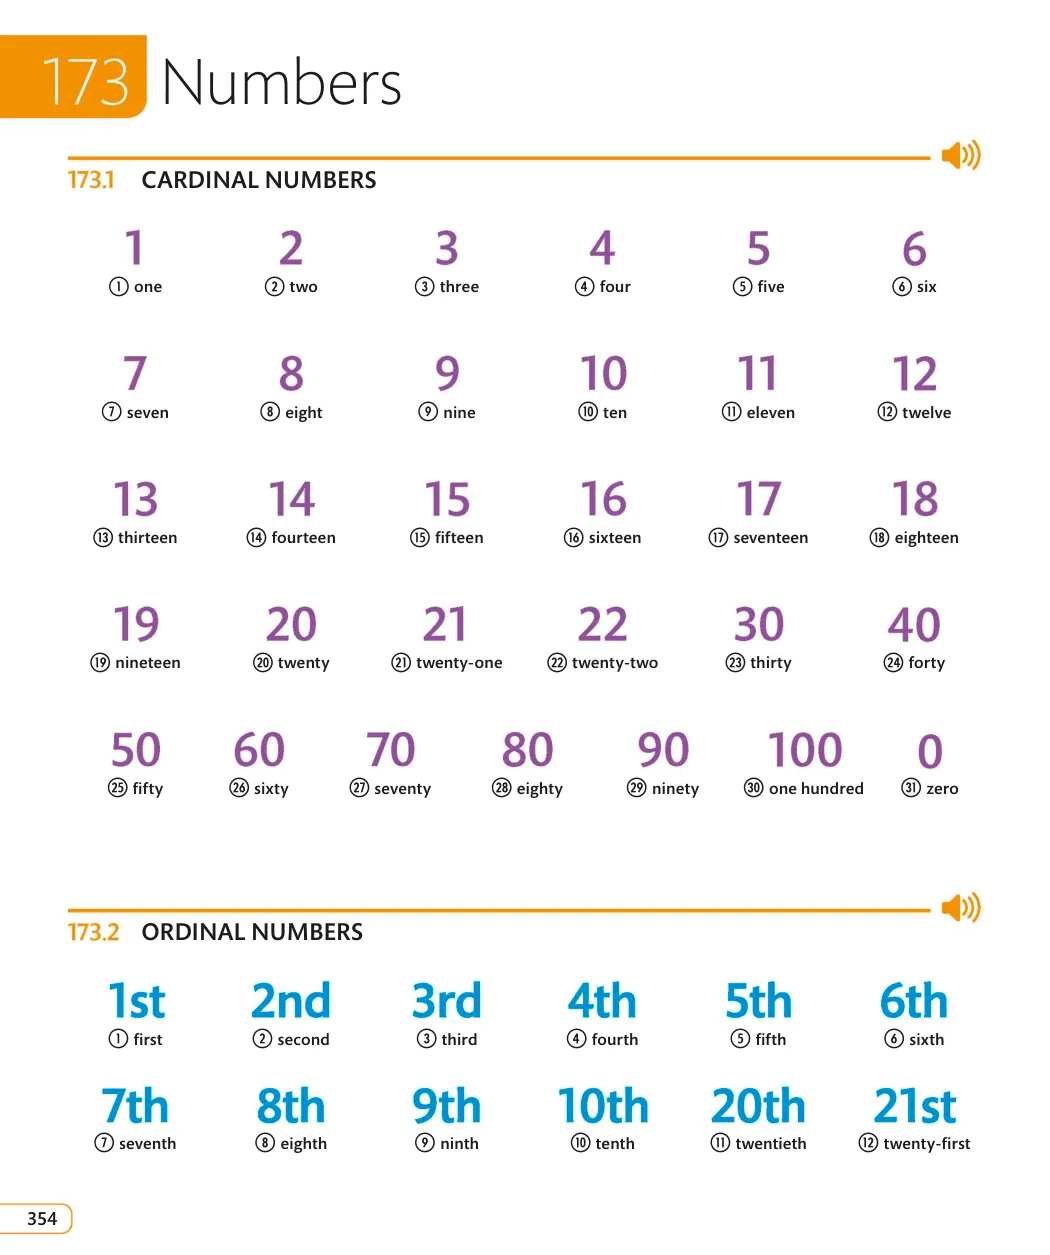 173 Numbers
173.1 CARDINAL NUMBERS
1 2 3 4 5 6
① one ② two ③ three ④ four ⑤ five ⑥ six
7 8 9 10 11 12
⑦ seven ⑧ eight ⑨ nine ⑩ ten ⑪ eleven ⑫ twelve
13 14 15 16 17 18
⑬ thirteen ⑭ fourteen ⑮ fifteen ⑯ sixteen ⑰ seventeen ⑱ eighteen
19 20 21 22 30 40
⑲ nineteen ⑳ twenty ㉑ twenty-one ㉒ twenty-two ㉓ thirty ㉔ forty
50 60 70 80 90 100 0
㉕ fifty ㉖ sixty ㉗ seventy ㉘ eighty ㉙ ninety ㉚ one hundred ㉛ zero
173.2 ORDINAL NUMBERS
1st 2nd 3rd 4th 5th 6th
① first ② second ③ third ④ fourth ⑤ fifth ⑥ sixth
7th 8th 9th 10th 20th 21st
⑦ seventh ⑧ eighth ⑨ ninth ⑩ tenth ⑪ twentieth ⑫ twenty-first
354